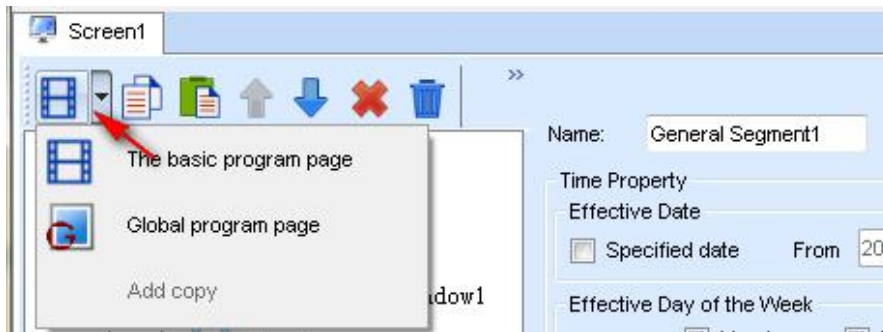 Screen1
»
The basic program page
Global program page
Add copy
Name: General Segment1
Time Property
Effective Date
Specified date From 20
Effective Day of the Week